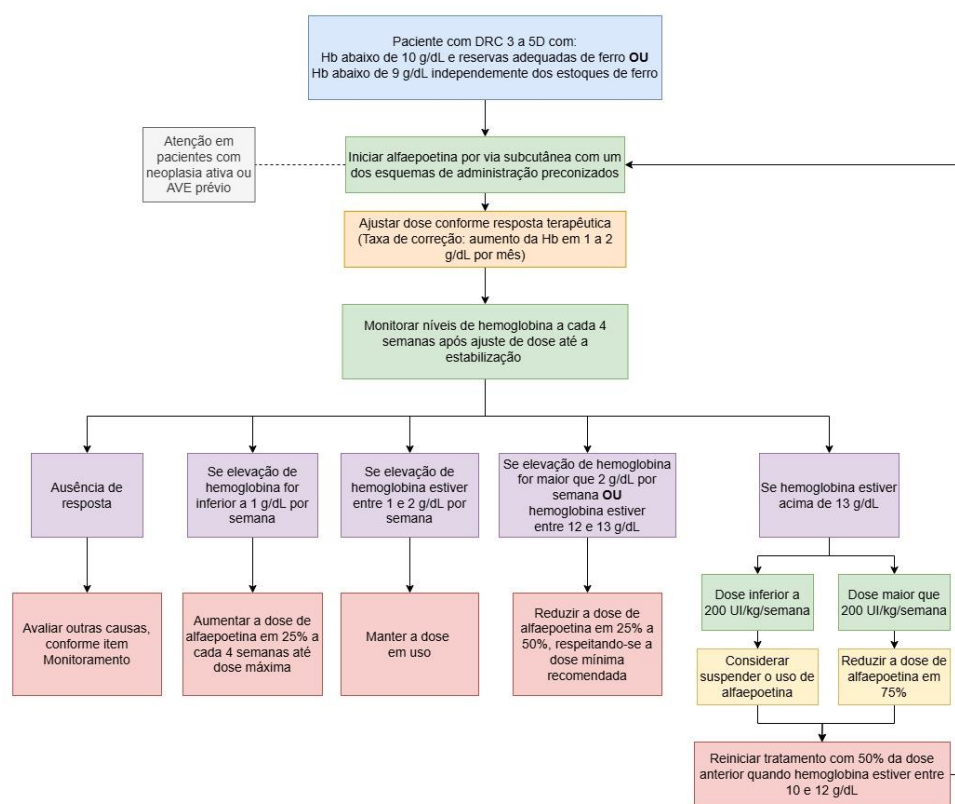 Paciente com DRC 3 a 5D com:
Hb abaixo de 10 g/dL e reservas adequadas de ferro OU
Hb abaixo de 9 g/dL independemente dos estoques de ferro
Atenção em
pacientes com
neoplasia ativa ou
AVE prévio
Iniciar alfaepoetina por via subcutânea com um
dos esquemas de administração preconizados
Ajustar dose conforme resposta terapêutica
(Taxa de correção: aumento da Hb em 1 a 2
g/dL por mês)
Monitorar níveis de hemoglobina a cada 4
semanas após ajuste de dose até a
estabilização
Ausência de
resposta
Se elevação de
hemoglobina for
inferior a 1 g/dL por
semana
Se elevação de
hemoglobina estiver
entre 1 e 2 g/dL por
semana
Se elevação de hemoglobina
for maior que 2 g/dL por
semana OU
hemoglobina estiver
entre 12 e 13 g/dL
Se hemoglobina estiver
acima de 13 g/dL
Avaliar outras causas,
conforme item
Monitoramento
Aumentar a dose de
alfaepoetina em 25% a
cada 4 semanas até
dose máxima
Manter a dose
em uso
Reduzir a dose de
alfaepoetina em 25% a
50%, respeitando-se a
dose mínima
recomendada
Dose inferior a
200 UI/kg/semana
Dose maior que
200 UI/kg/semana
Considerar
suspender o uso de
alfaepoetina
Reduzir a dose de
alfaepoetina em
75%
Reiniciar tratamento com 50% da dose
anterior quando hemoglobina estiver entre
10 e 12 g/dL